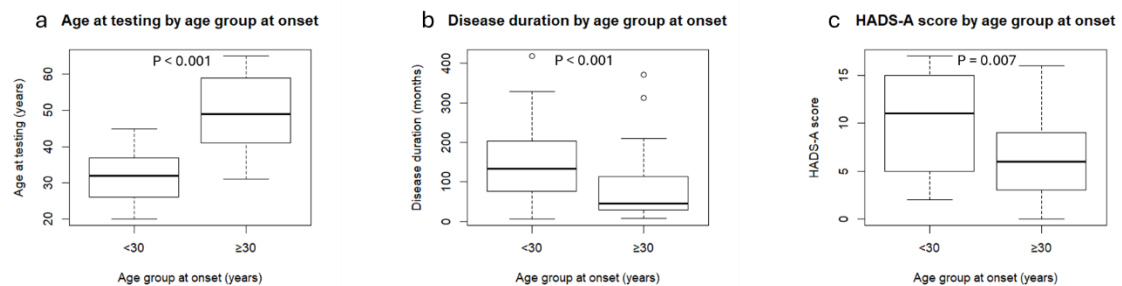 a Age at testing by age group at onset
P < 0.001
Age at testing (years)
60
50
40
30
20
<30
≥30
Age group at onset (years)
b Disease duration by age group at onset
P < 0.001
Disease duration (months)
400
300
200
100
0
<30
≥30
Age group at onset (years)
c HADS-A score by age group at onset
P = 0.007
HADS-A score
15
10
5
0
<30
≥30
Age group at onset (years)